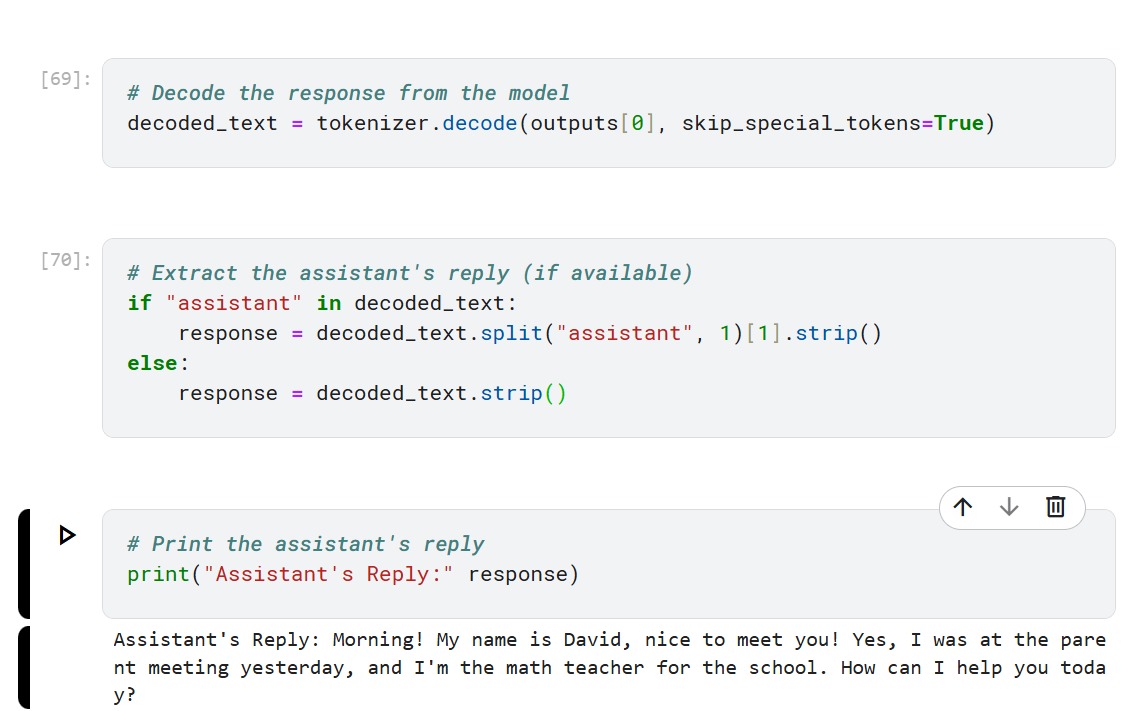 [69]:
# Decode the response from the model
decoded_text = tokenizer.decode(outputs[0], skip_special_tokens=True)
[70]:
# Extract the assistant's reply (if available)
if "assistant" in decoded_text:
    response = decoded_text.split("assistant", 1)[1].strip()
else:
    response = decoded_text.strip()
# Print the assistant's reply
print("Assistant's Reply:" response)
Assistant's Reply: Morning! My name is David, nice to meet you! Yes, I was at the pare
nt meeting yesterday, and I'm the math teacher for the school. How can I help you toda
y?